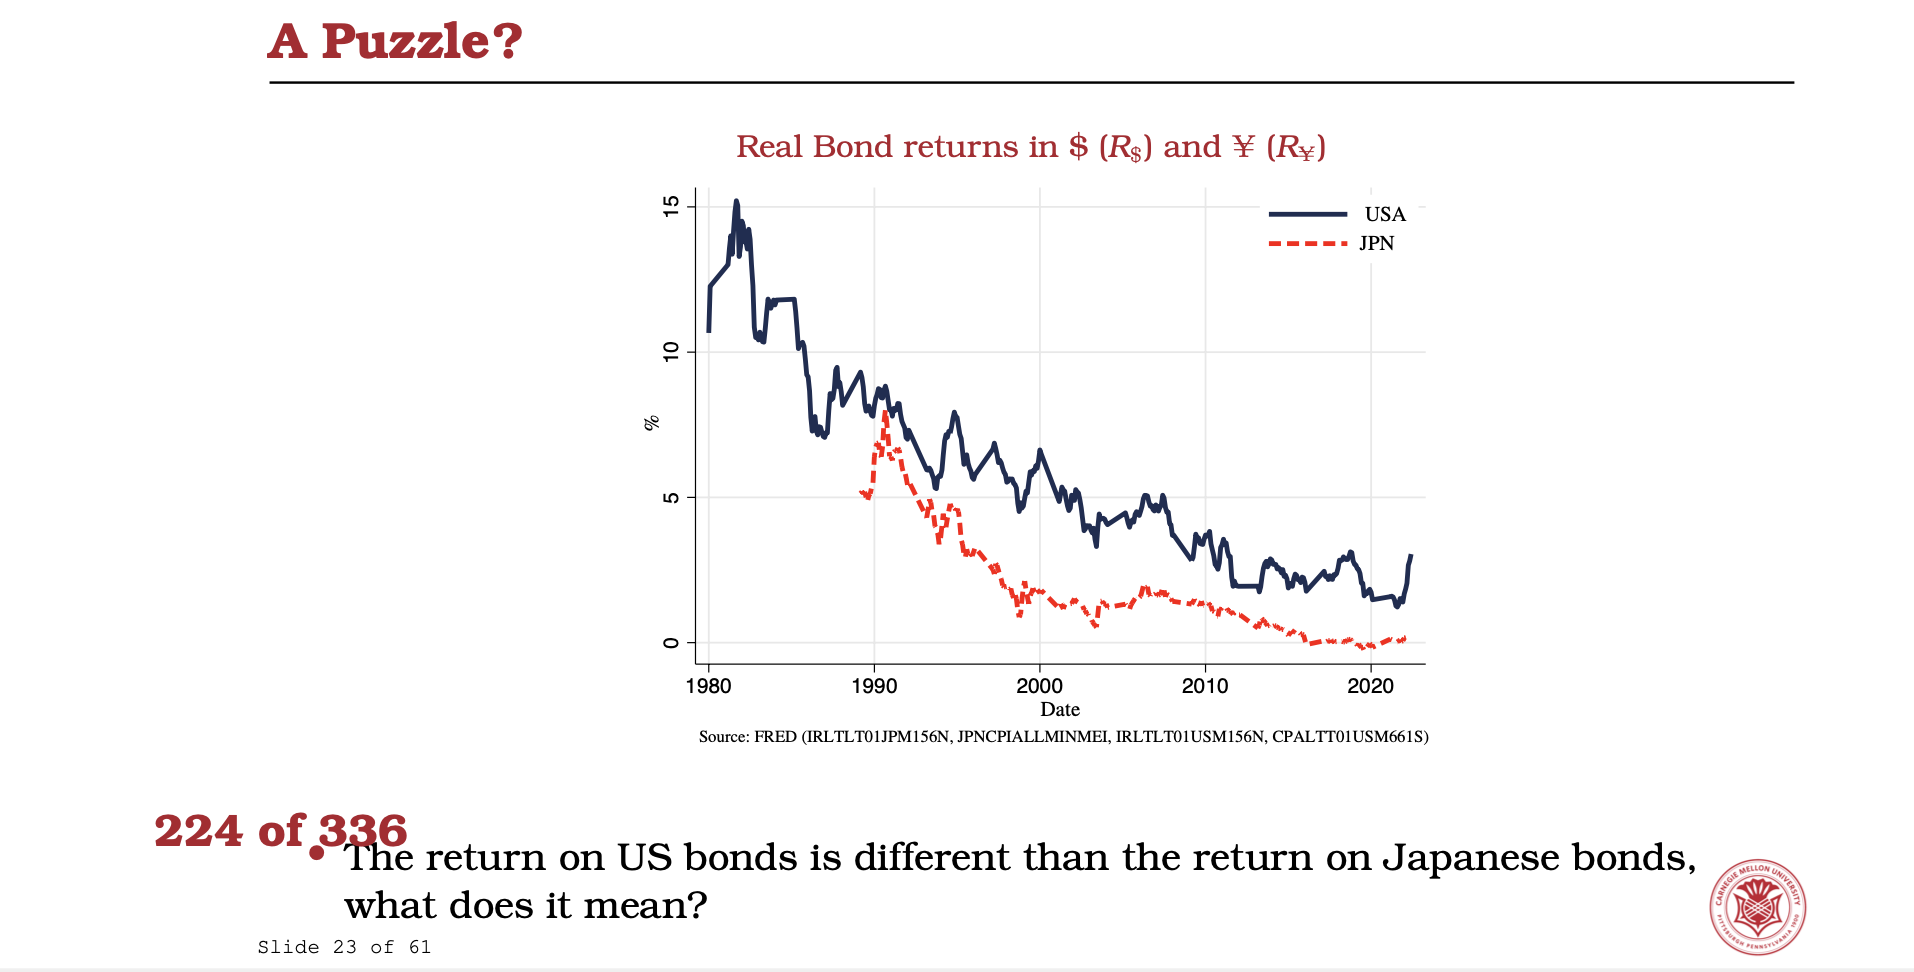 A Puzzle?
Real Bond returns in $ (R$) and ¥ (R¥)
15
10
5
0
%
USA
JPN
1980 1990 2000 2010 2020
Date
Source: FRED (IRLTLT01JPM156N, JPNCPIALLMINMEI, IRLTLT01USM156N, CPALTT01USM661S)
224 of 336
• The return on US bonds is different than the return on Japanese bonds,
what does it mean?
CARNEGIE MELLON UNIVERSITY
PITTSBURGH PENNSYLVANIA 1900
Slide 23 of 61